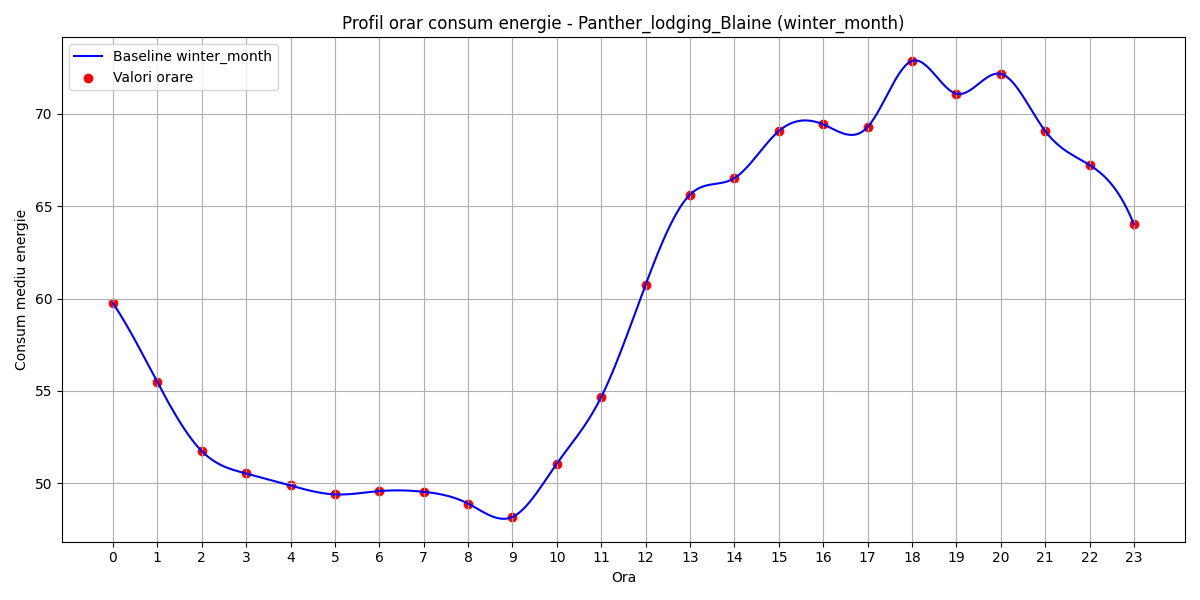 Profil orar consum energie - Panther_lodging_Blaine (winter_month)
Baseline winter_month
Valori orare
Consum mediu energie
70
65
60
55
50
0 1 2 3 4 5 6 7 8 9 10 11 12 13 14 15 16 17 18 19 20 21 22 23
Ora